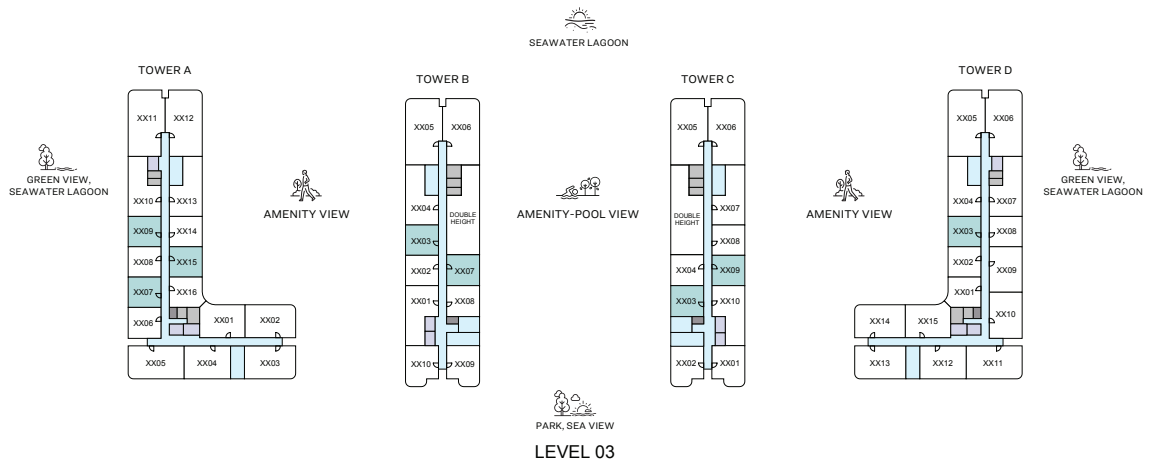 SEAWATER LAGOON
TOWER A
TOWER B
TOWER C
TOWER D
GREEN VIEW,
SEAWATER LAGOON
AMENITY VIEW
AMENITY-POOL VIEW
AMENITY VIEW
GREEN VIEW,
SEAWATER LAGOON
XX11 XX12
XX10 XX13
XX09 XX14
XX08 XX15
XX07 XX16
XX06 XX01 XX02
XX05 XX04 XX03
XX05 XX06
XX04 DOUBLE
HEIGHT
XX03
XX02 XX07
XX01 XX08
XX10 XX09
XX05 XX06
DOUBLE
HEIGHT
XX07
XX08
XX04 XX09
XX03 XX10
XX02 XX01
XX05 XX06
XX04 XX07
XX03 XX08
XX02 XX09
XX01
XX10
XX14 XX15
XX13 XX12 XX11
PARK, SEA VIEW
LEVEL 03